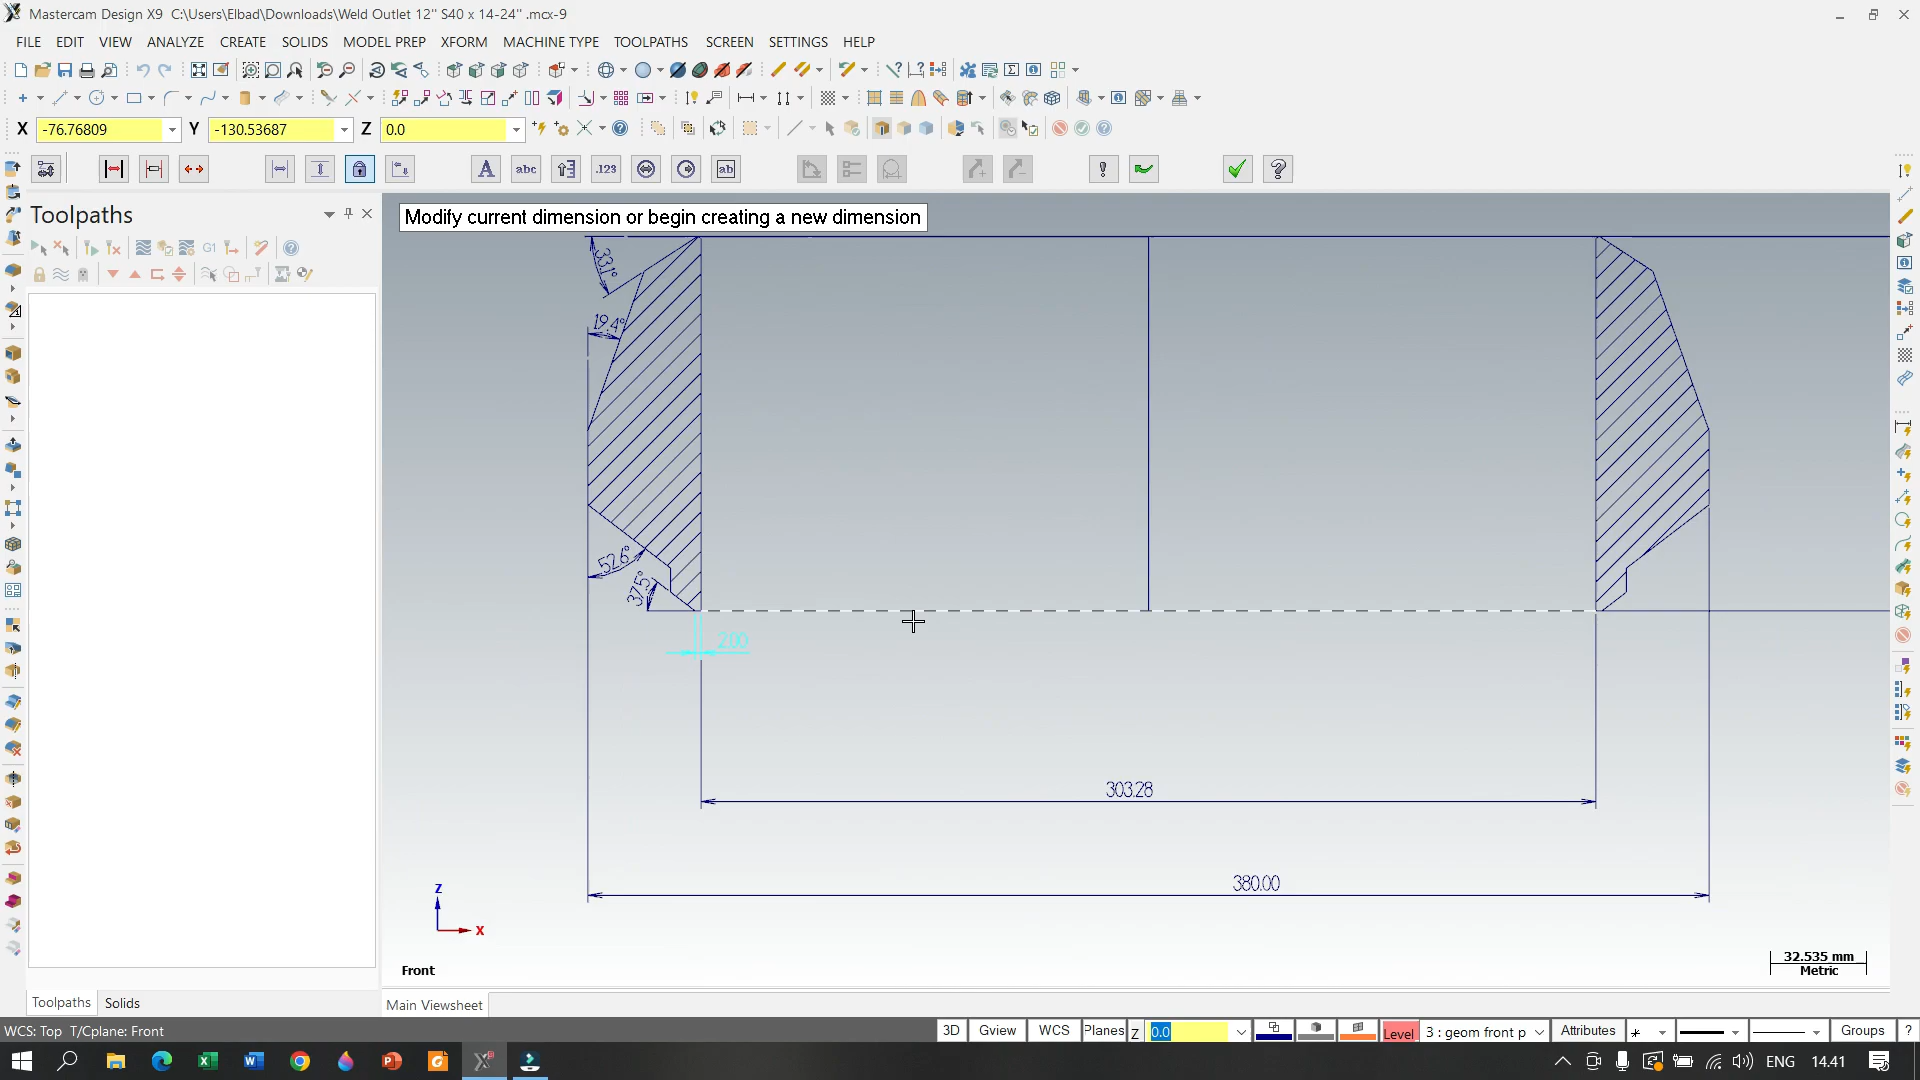 Mastercam Design X9  C:\Users\Elbad\Downloads\Weld Outlet 12" S40 x 14-24" .mcx-9
FILE EDIT VIEW ANALYZE CREATE SOLIDS MODEL PREP XFORM MACHINE TYPE TOOLPATHS SCREEN SETTINGS HELP
X -76.76809 Y -130.53687 Z 0.0
A abc .123 ab
Toolpaths
Modify current dimension or begin creating a new dimension
G1
33.1°
19.4°
52.6°
37.5°
2.00
303.28
380.00
Z
X
Front
32.535 mm
Metric
Toolpaths Solids
Main Viewsheet
WCS: Top T/Cplane: Front
3D Gview WCS Planes Z 0.0 Level 3 : geom front p Attributes Groups ?
ENG 14.41